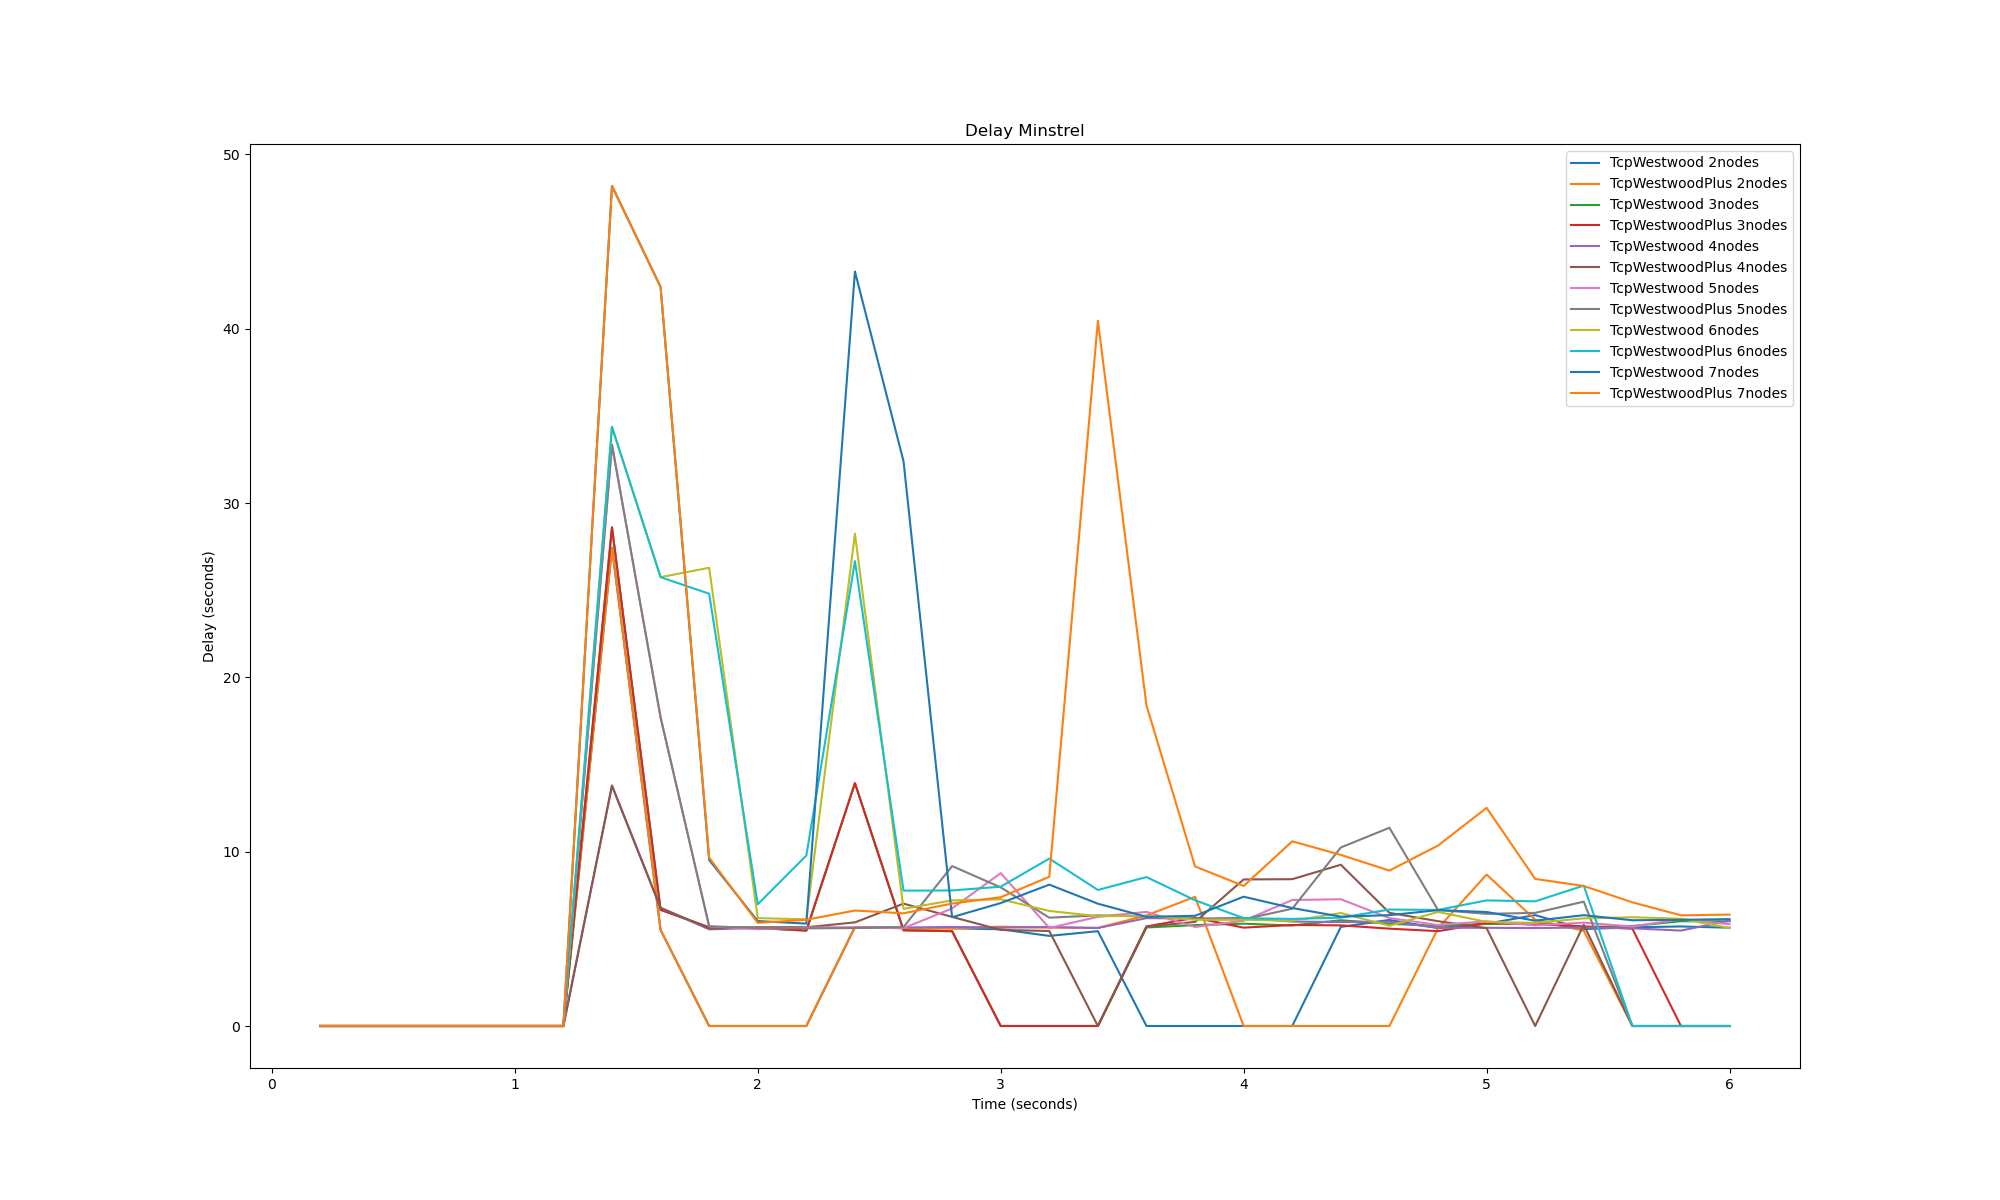 Delay Minstrel
50
40
30
20
10
0
Delay (seconds)
0 1 2 3 4 5 6
Time (seconds)
TcpWestwood 2nodes
TcpWestwoodPlus 2nodes
TcpWestwood 3nodes
TcpWestwoodPlus 3nodes
TcpWestwood 4nodes
TcpWestwoodPlus 4nodes
TcpWestwood 5nodes
TcpWestwoodPlus 5nodes
TcpWestwood 6nodes
TcpWestwoodPlus 6nodes
TcpWestwood 7nodes
TcpWestwoodPlus 7nodes